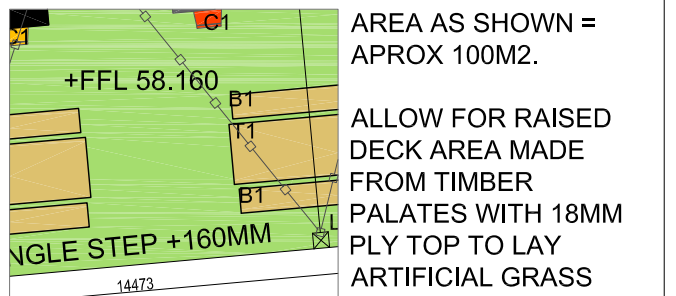 C1
C1
+FFL 58.160
B1
T1
B1
L
NGLE STEP +160MM
14473
AREA AS SHOWN =
APROX 100M2.
ALLOW FOR RAISED
DECK AREA MADE
FROM TIMBER
PALATES WITH 18MM
PLY TOP TO LAY
ARTIFICIAL GRASS